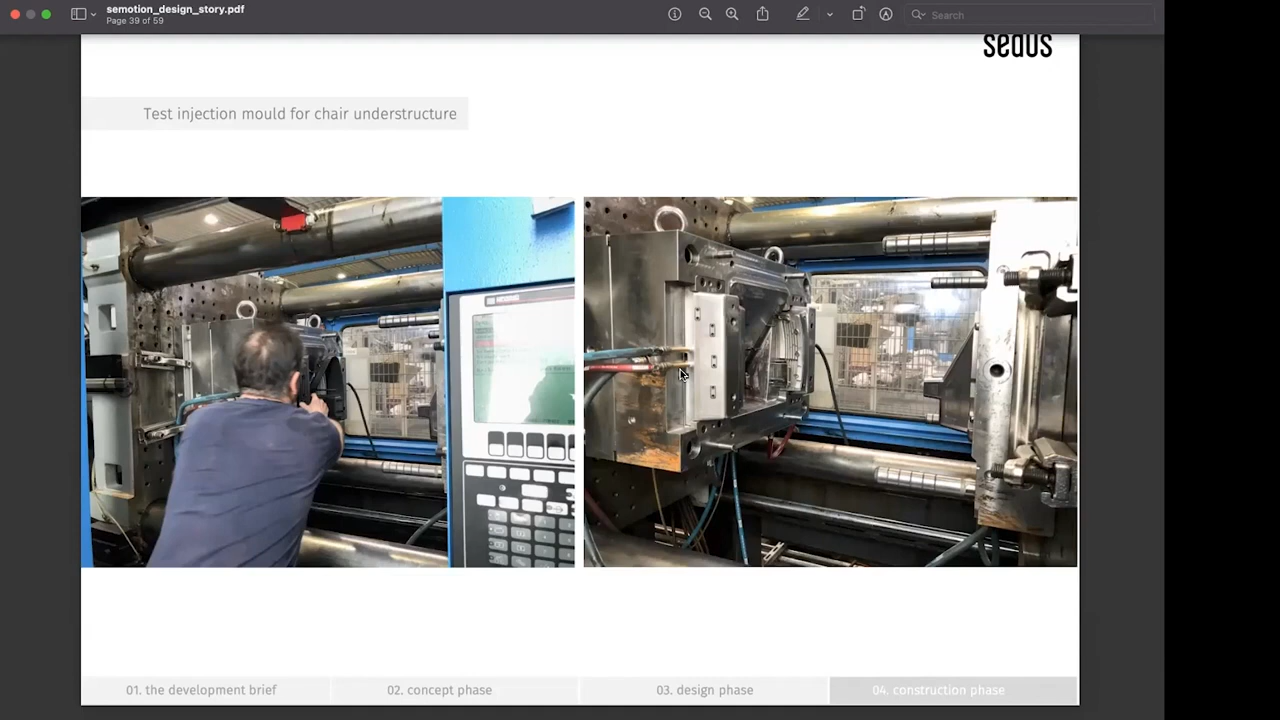 semotion_design_story.pdf
Page 39 of 59
Search
sedus
Test injection mould for chair understructure
01. the development brief
02. concept phase
03. design phase
04. construction phase